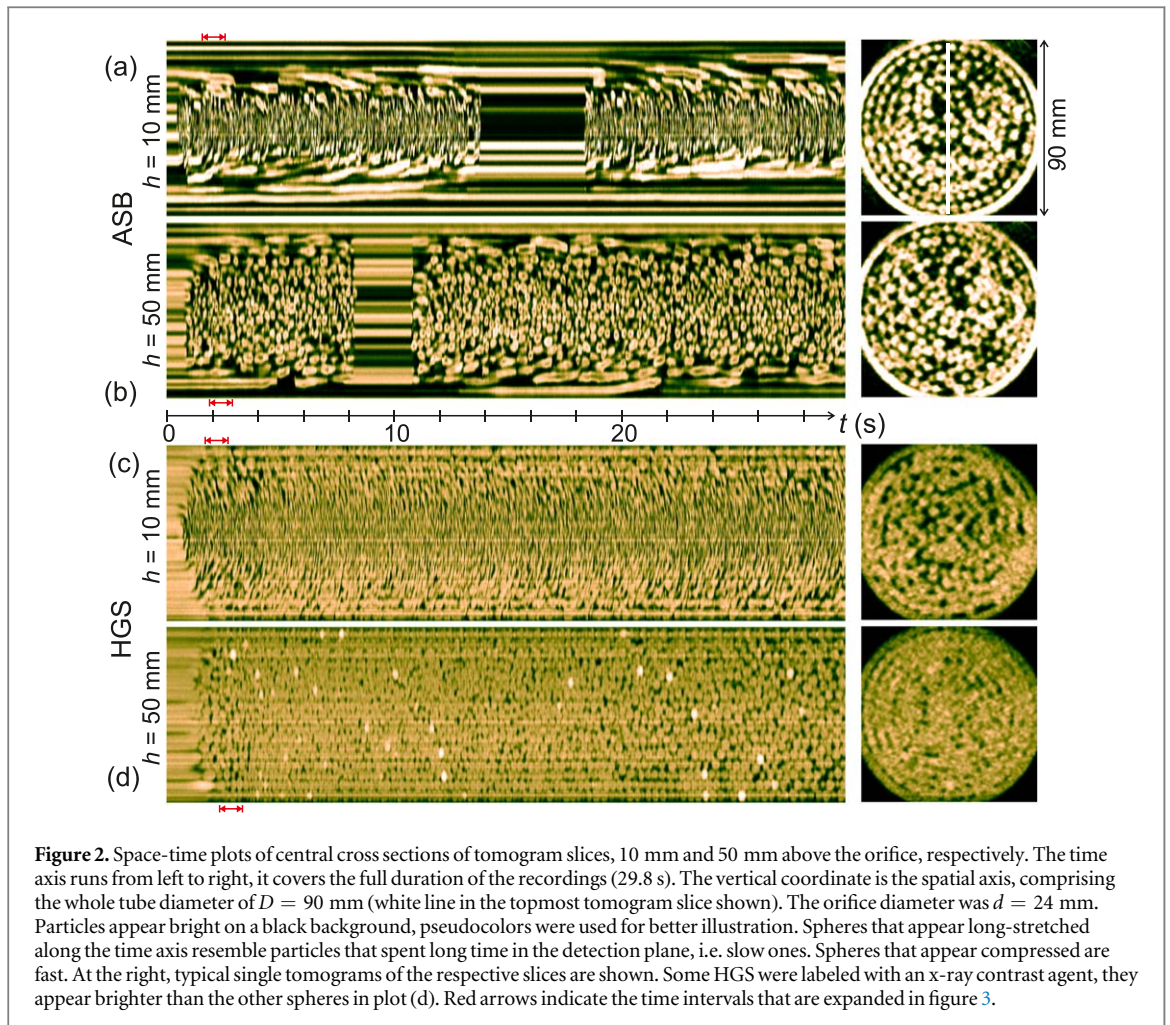 (a)
h = 10 mm
90 mm
ASB
h = 50 mm
(b)
0 10 20 t (s)
(c)
h = 10 mm
HGS
h = 50 mm
(d)
Figure 2. Space-time plots of central cross sections of tomogram slices, 10 mm and 50 mm above the orifice, respectively. The time
axis runs from left to right, it covers the full duration of the recordings (29.8 s). The vertical coordinate is the spatial axis, comprising
the whole tube diameter of D = 90 mm (white line in the topmost tomogram slice shown). The orifice diameter was d = 24 mm.
Particles appear bright on a black background, pseudocolors were used for better illustration. Spheres that appear long-stretched
along the time axis resemble particles that spent long time in the detection plane, i.e. slow ones. Spheres that appear compressed are
fast. At the right, typical single tomograms of the respective slices are shown. Some HGS were labeled with an x-ray contrast agent, they
appear brighter than the other spheres in plot (d). Red arrows indicate the time intervals that are expanded in figure 3.